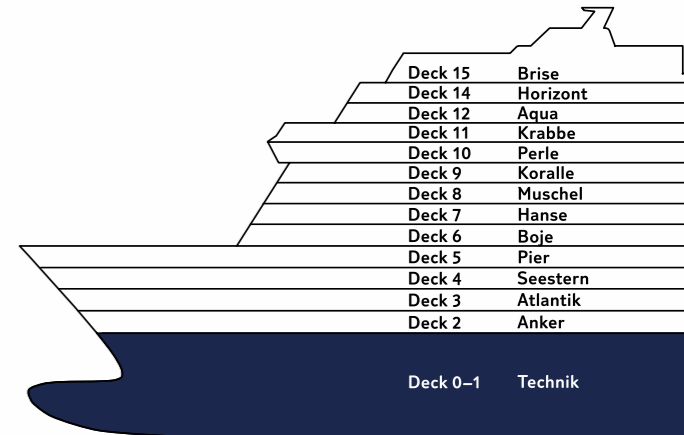 Deck 15 Brise
Deck 14 Horizont
Deck 12 Aqua
Deck 11 Krabbe
Deck 10 Perle
Deck 9 Koralle
Deck 8 Muschel
Deck 7 Hanse
Deck 6 Boje
Deck 5 Pier
Deck 4 Seestern
Deck 3 Atlantik
Deck 2 Anker
Deck 0–1 Technik